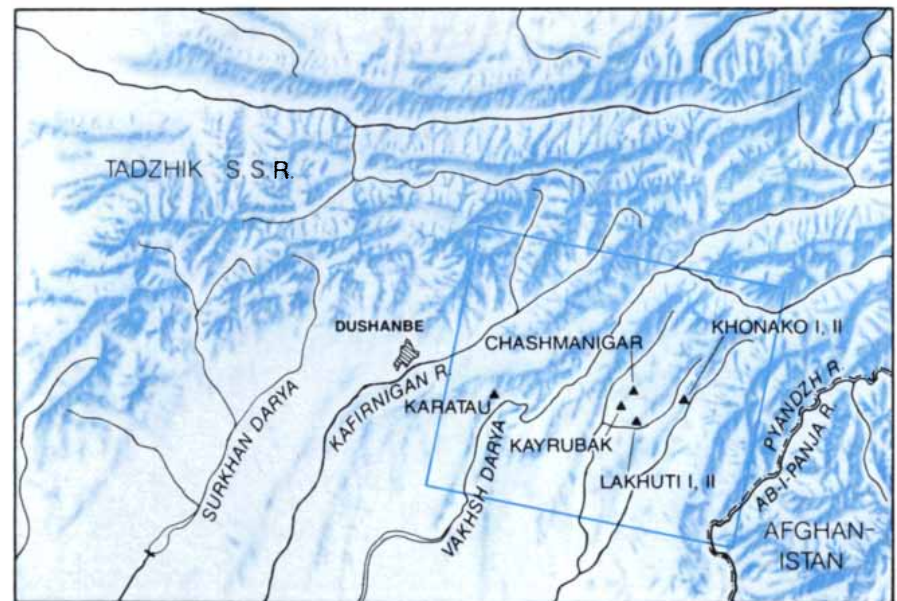 TADZHIK S. S. R.
DUSHANBE
KHONAKO I, II
CHASHMANIGAR
KAFIRNIGAN R.
KARATAU
SURKHAN DARYA
VAKHSH DARYA
KAYRUBAK
LAKHUTI I, II
PYANDZH R.
AB-I-PANJA R.
AFGHAN-
ISTAN